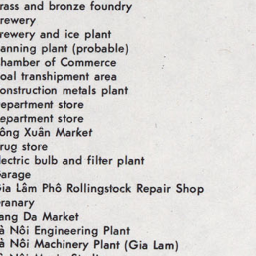 rass and bronze foundry
rewery
rewery and ice plant
anning plant (probable)
hamber of Commerce
oal transhipment area
onstruction metals plant
epartment store
epartment store
ông Xuân Market
rug store
lectric bulb and filter plant
arage
ia Lâm Phô Rollingstock Repair Shop
ranary
ang Da Market
à Nôi Engineering Plant
à Nôi Machinery Plant (Gia Lam)